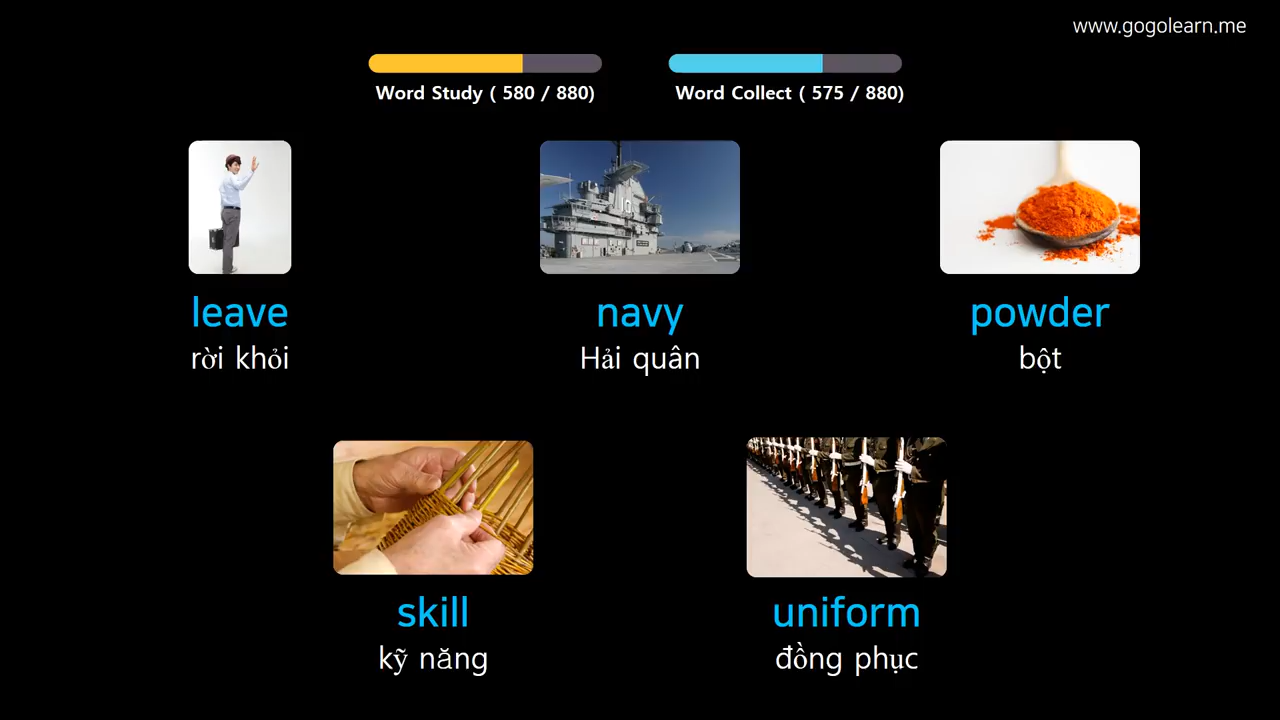 www.gogolearn.me
Word Study ( 580 / 880)
Word Collect ( 575 / 880)
leave
rời khỏi
navy
Hải quân
powder
bột
skill
kỹ năng
uniform
đồng phục